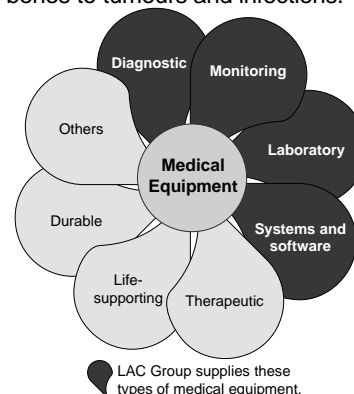 bones to tumours and infections.
Diagnostic
Monitoring
Others
Laboratory
Medical
Equipment
Durable
Systems and
software
Life-
supporting
Therapeutic
LAC Group supplies these
types of medical equipment.